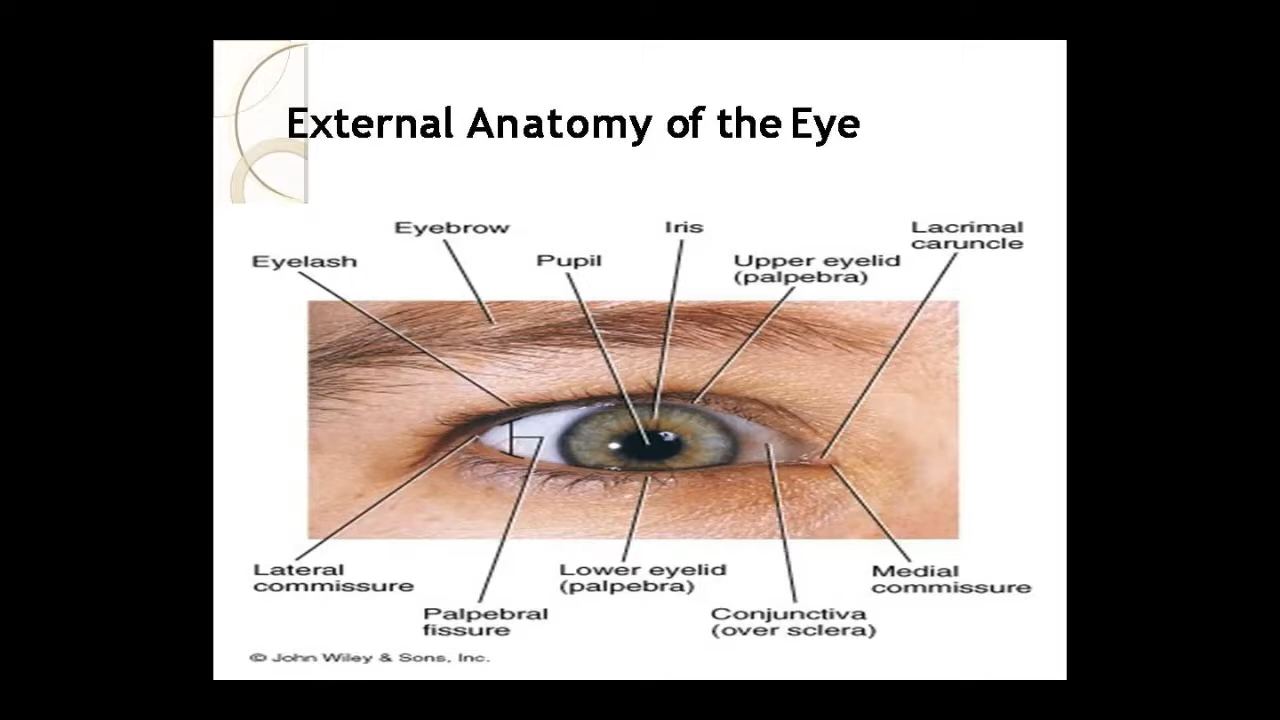 External Anatomy of the Eye
Eyebrow
Iris
Lacrimal
caruncle
Eyelash
Pupil
Upper eyelid
(palpebra)
Lateral
commissure
Lower eyelid
(palpebra)
Medial
commissure
Palpebral
fissure
Conjunctiva
(over sclera)
© John Wiley & Sons, Inc.